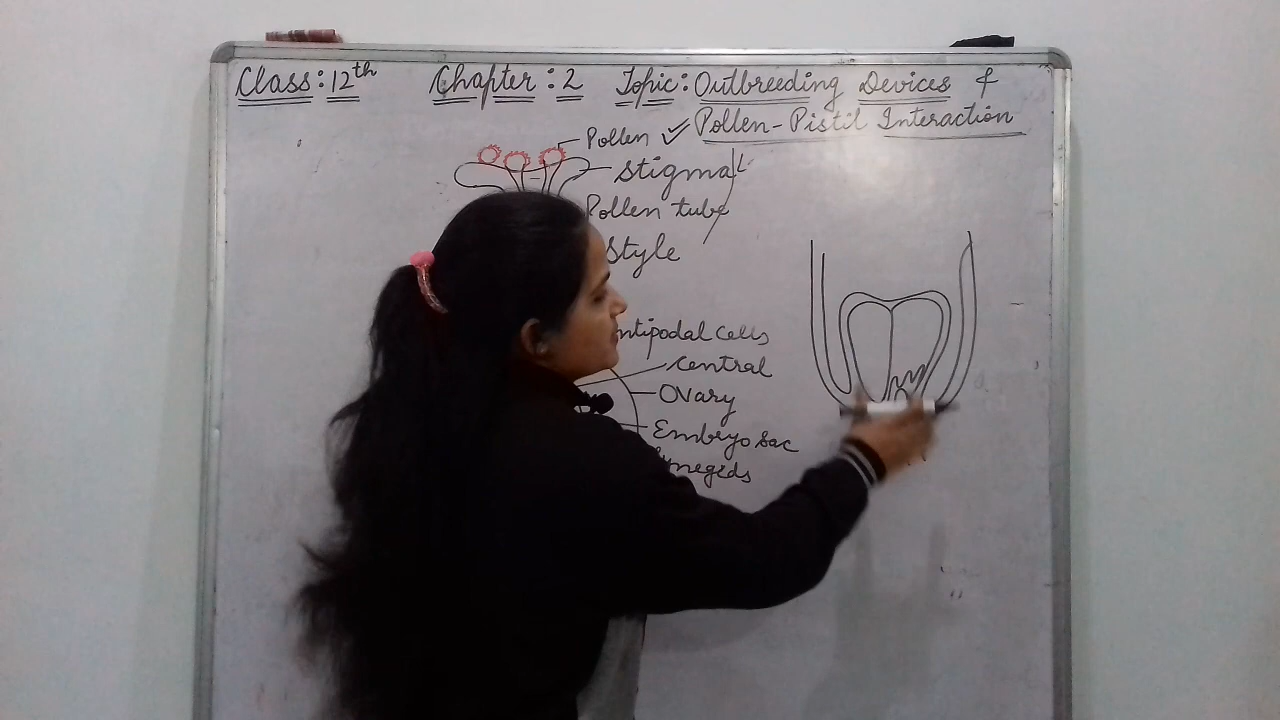 Class: 12th Chapter: 2 Topic: Outbreeding Devices &
Pollen-Pistil Interaction
Pollen
Stigma
Pollen tube
Style
ntipodal cells
Central
Ovary
Embryo sac
ynegeds